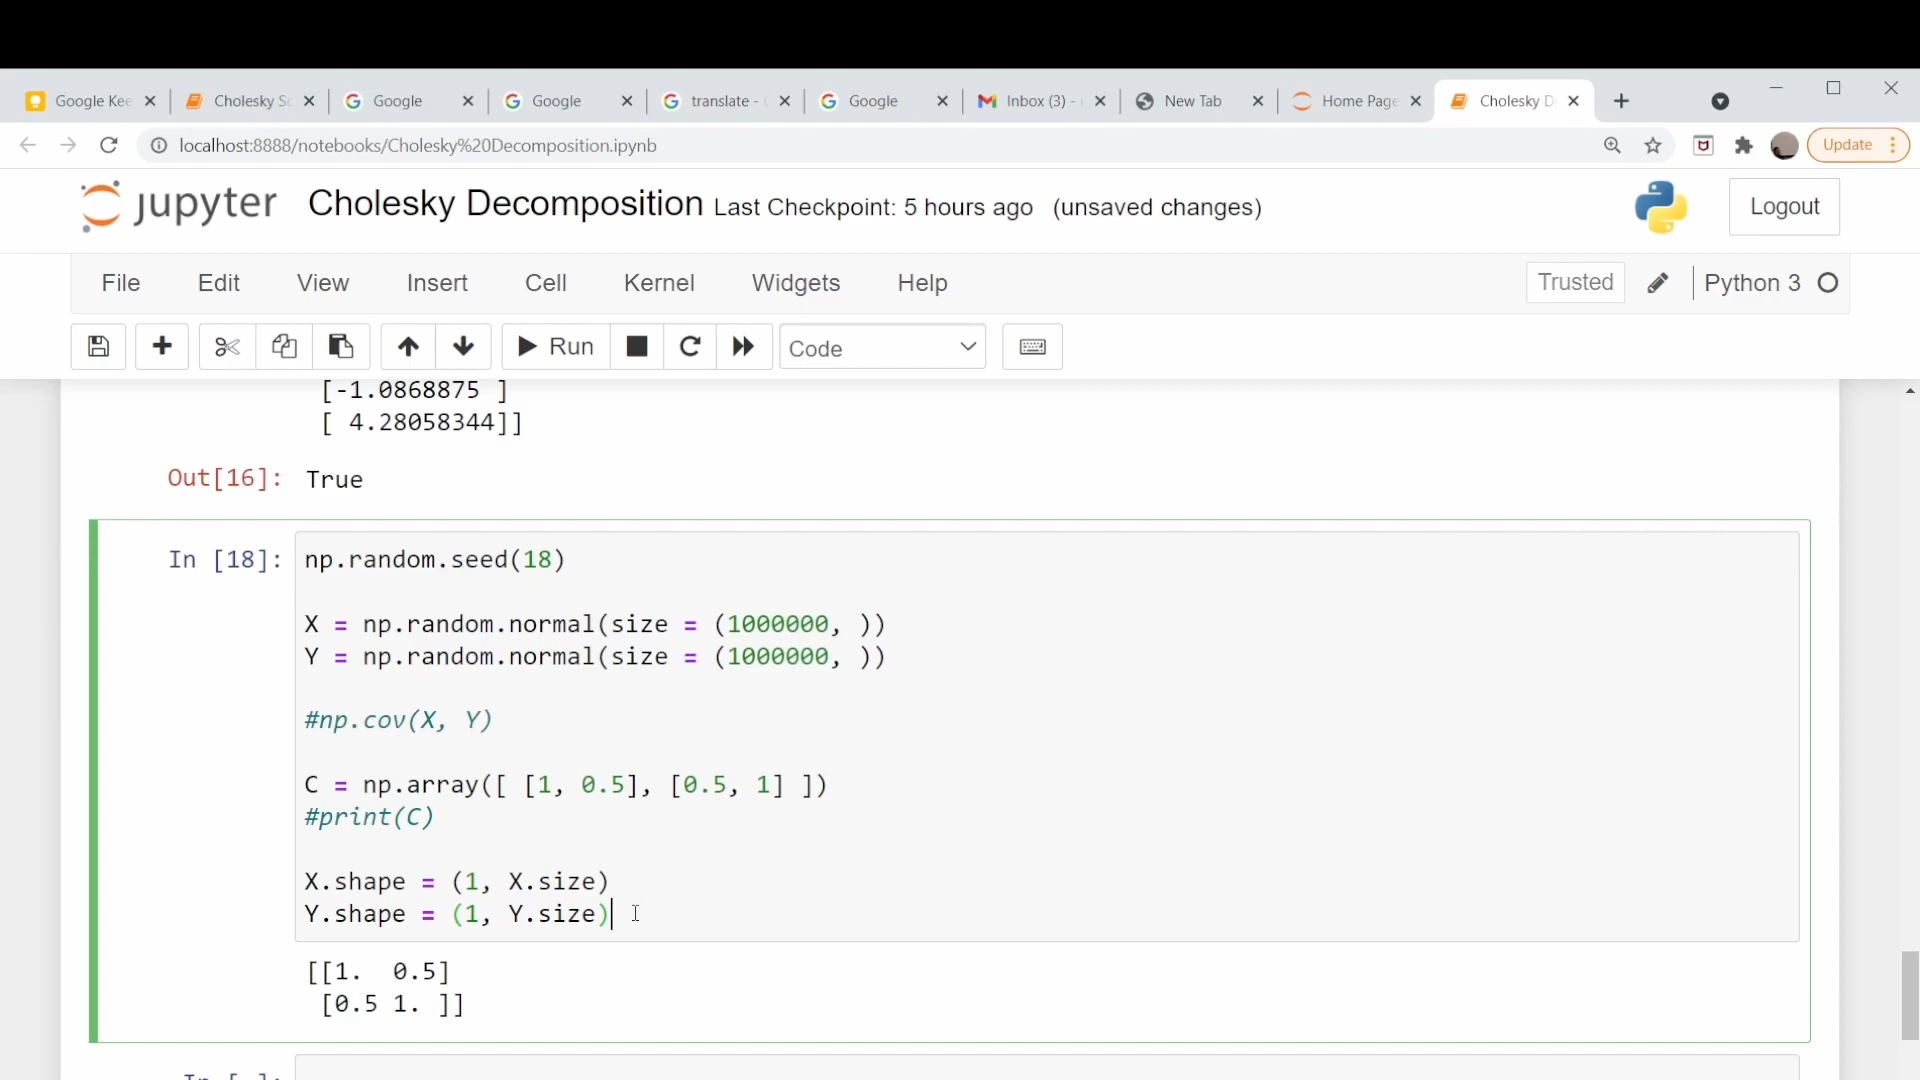 Google Kee
Cholesky Sc
Google
Google
translate -
Google
Inbox (3) -
New Tab
Home Page
Cholesky D
localhost:8888/notebooks/Cholesky%20Decomposition.ipynb
Update
jupyter Cholesky Decomposition Last Checkpoint: 5 hours ago (unsaved changes)
Logout
File Edit View Insert Cell Kernel Widgets Help
Trusted
Python 3
Run
Code
[-1.0868875 ]
[ 4.28058344]]
Out[16]: True
In [18]: np.random.seed(18)
X = np.random.normal(size = (1000000, ))
Y = np.random.normal(size = (1000000, ))
#np.cov(X, Y)
C = np.array([ [1, 0.5], [0.5, 1] ])
#print(C)
X.shape = (1, X.size)
Y.shape = (1, Y.size)
[[1.  0.5]
[0.5 1. ]]